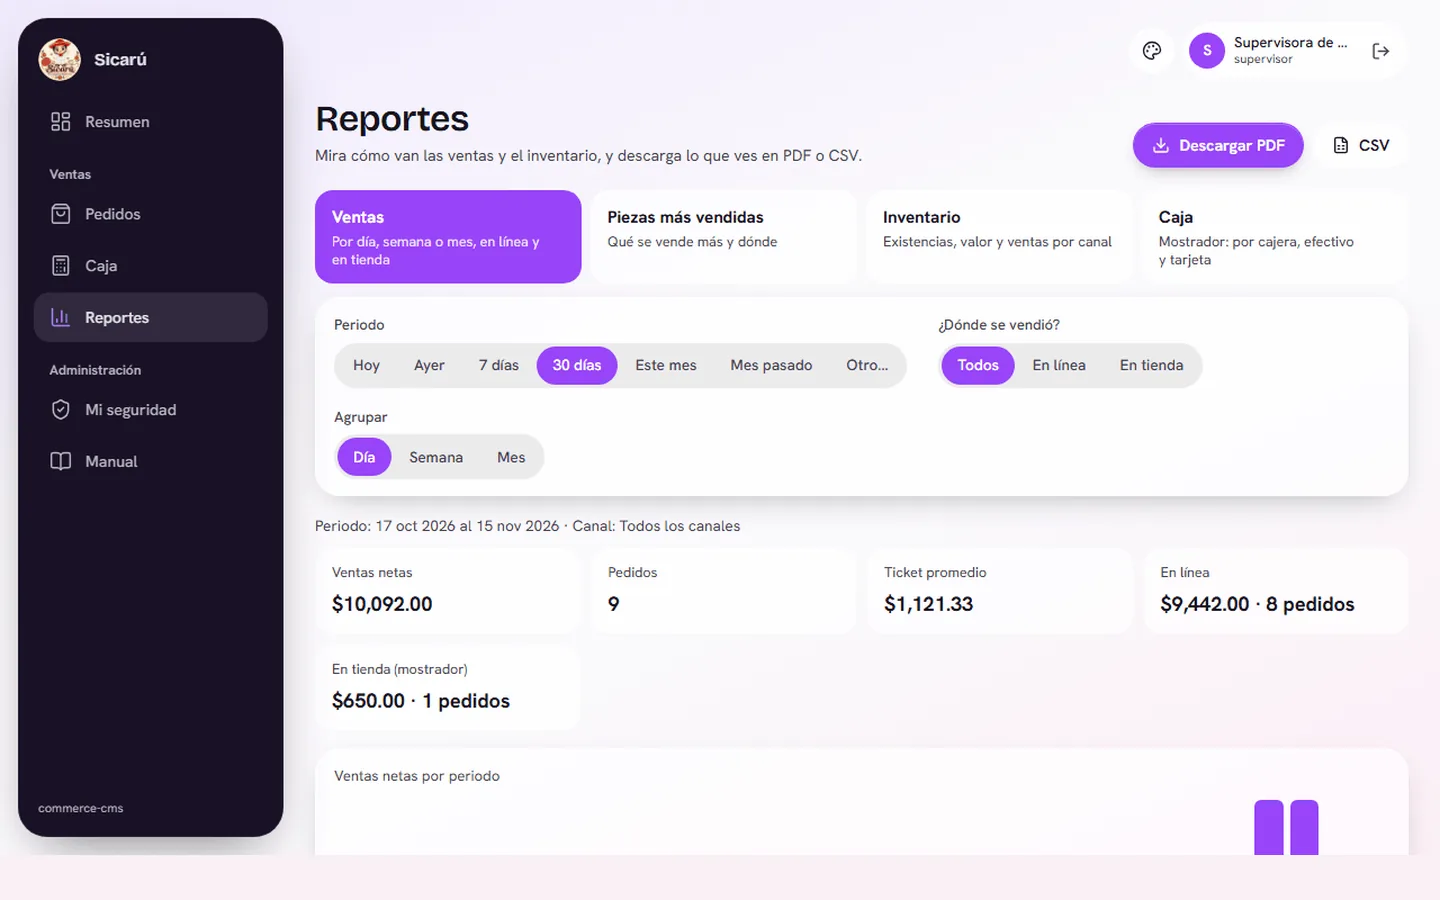 Sicarú
Resumen
Ventas
Pedidos
Caja
Reportes
Administración
Mi seguridad
Manual
commerce-cms
S
Supervisora de ...
supervisor
Reportes
Mira cómo van las ventas y el inventario, y descarga lo que ves en PDF o CSV.
Descargar PDF
CSV
Ventas
Por día, semana o mes, en línea y
en tienda
Piezas más vendidas
Qué se vende más y dónde
Inventario
Existencias, valor y ventas por canal
Caja
Mostrador: por cajera, efectivo
y tarjeta
Periodo
Hoy Ayer 7 días 30 días Este mes Mes pasado Otro...
¿Dónde se vendió?
Todos En línea En tienda
Agrupar
Día Semana Mes
Periodo: 17 oct 2026 al 15 nov 2026 · Canal: Todos los canales
Ventas netas
$10,092.00
Pedidos
9
Ticket promedio
$1,121.33
En línea
$9,442.00 · 8 pedidos
En tienda (mostrador)
$650.00 · 1 pedidos
Ventas netas por periodo